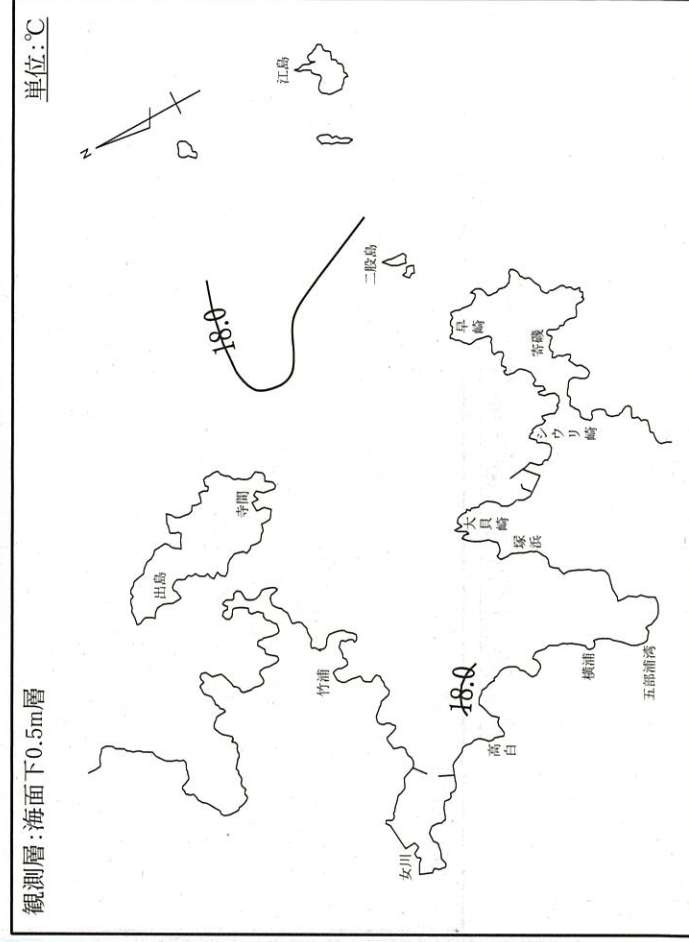 観測層:海面下0.5m層
単位:℃
N
江島
18.0
二股島
早崎
寄磯
シウリ崎
出島
寺間
大貝崎
塚浜
竹浦
18.0
横浦
五部浦湾
高白
女川